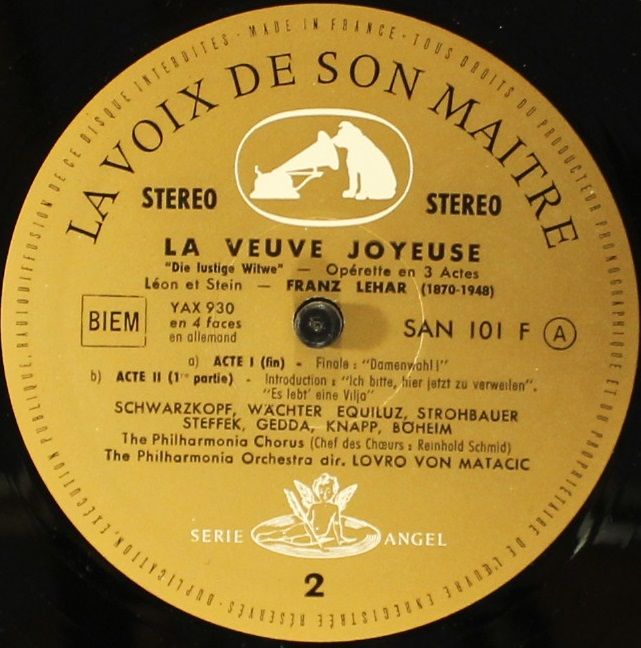 DUPLICATION, EXÉCUTION PUBLIQUE, RADIODIFFUSION DE CE DISQUE INTERDITES · MADE IN FRANCE · TOUS DROITS DU PRODUCTEUR PHONOGRAPHIQUE ET DU PROPRIÉTAIRE DE L'ŒUVRE ENREGISTRÉE RÉSERVÉS ·
LA VOIX DE SON MAITRE
STEREO STEREO
LA VEUVE JOYEUSE
"Die lustige Witwe" — Opérette en 3 Actes
Léon et Stein — FRANZ LEHAR (1870-1948)
BIEM
YAX 930
en 4 faces
en allemand
SAN 101 F A
a) ACTE I (fin) - Finale : "Damenwahl !"
b) ACTE II (1re partie) - Introduction : "Ich bitte, hier jetzt zu verweilen".
"Es lebt' eine Vilja"
SCHWARZKOPF, WÄCHTER EQUILUZ, STROHBAUER
STEFFEK, GEDDA, KNAPP, BÖHEIM
The Philharmonia Chorus (Chef des Chœurs : Reinhold Schmid)
The Philharmonia Orchestra dir. LOVRO VON MATACIC
SERIE ANGEL
2